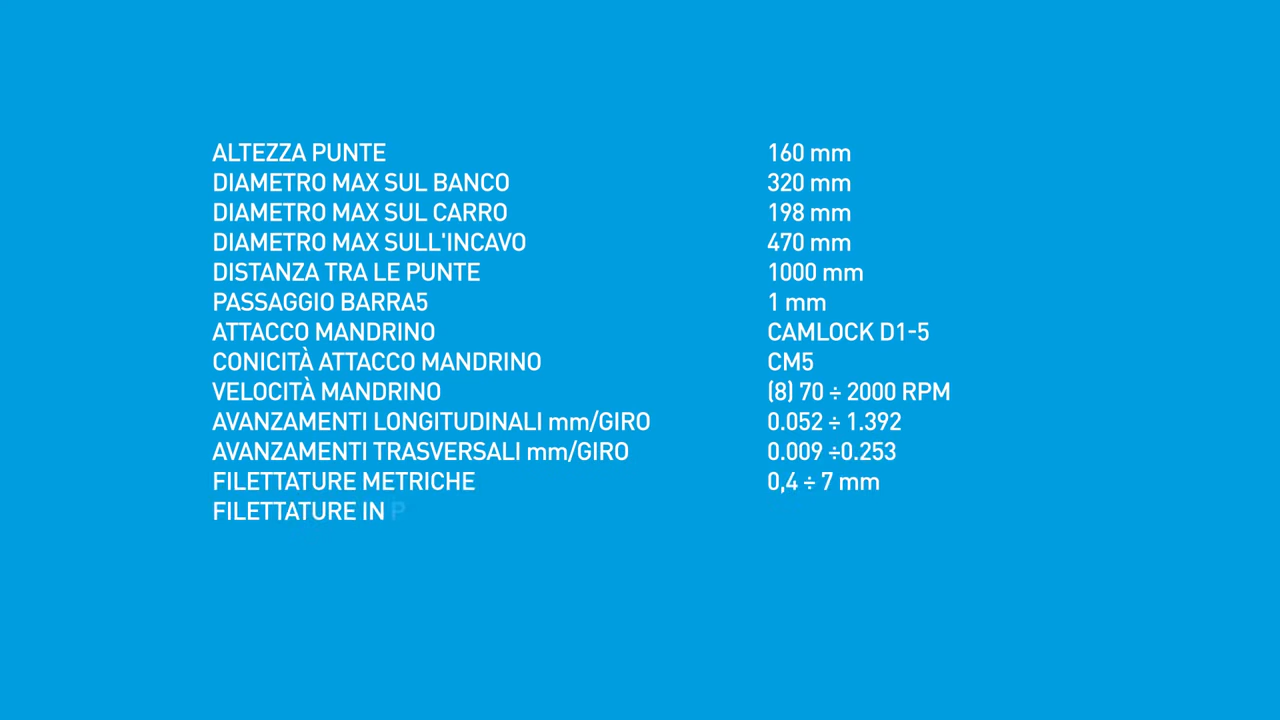 ALTEZZA PUNTE 160 mm
DIAMETRO MAX SUL BANCO 320 mm
DIAMETRO MAX SUL CARRO 198 mm
DIAMETRO MAX SULL'INCAVO 470 mm
DISTANZA TRA LE PUNTE 1000 mm
PASSAGGIO BARRA5 1 mm
ATTACCO MANDRINO CAMLOCK D1-5
CONICITÀ ATTACCO MANDRINO CM5
VELOCITÀ MANDRINO (8) 70 ÷ 2000 RPM
AVANZAMENTI LONGITUDINALI mm/GIRO 0.052 ÷ 1.392
AVANZAMENTI TRASVERSALI mm/GIRO 0.009 ÷0.253
FILETTATURE METRICHE 0,4 ÷ 7 mm
FILETTATURE IN P